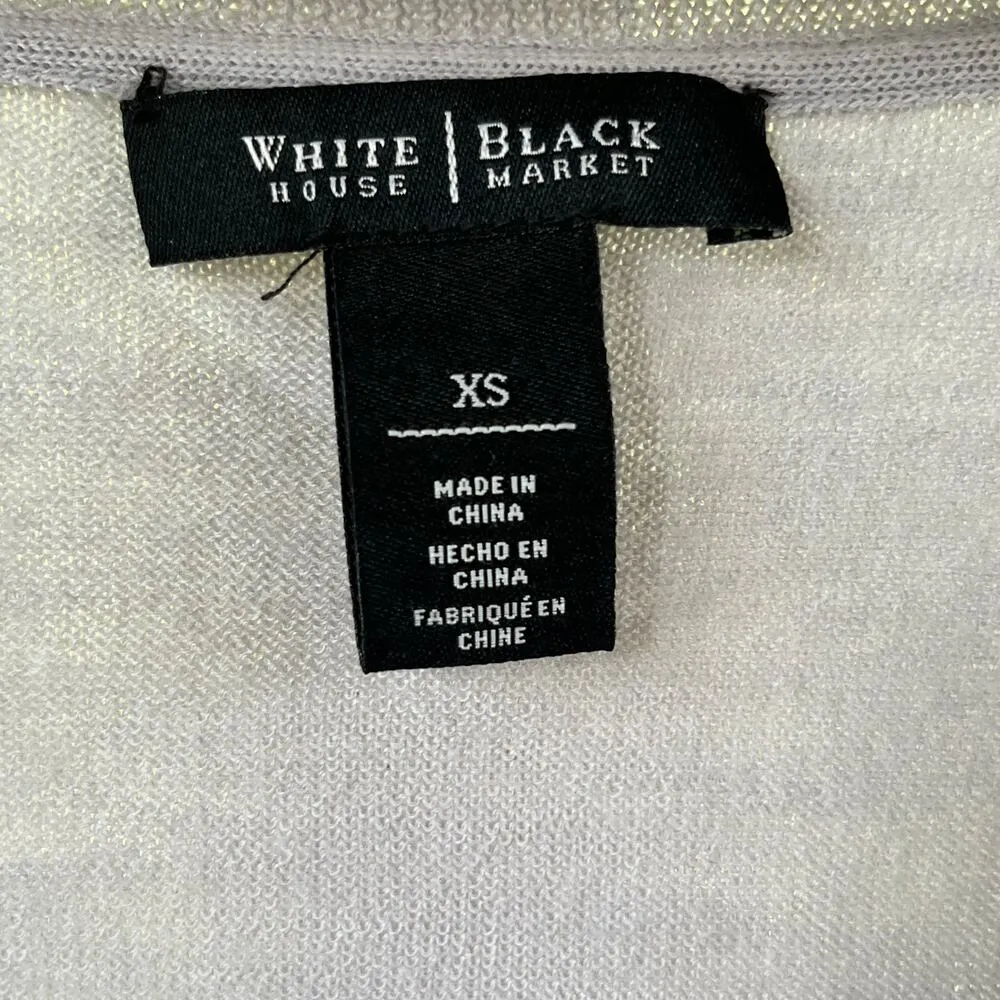 WHITE | BLACK
HOUSE | MARKET
XS
MADE IN
CHINA
HECHO EN
CHINA
FABRIQUÉ EN
CHINE